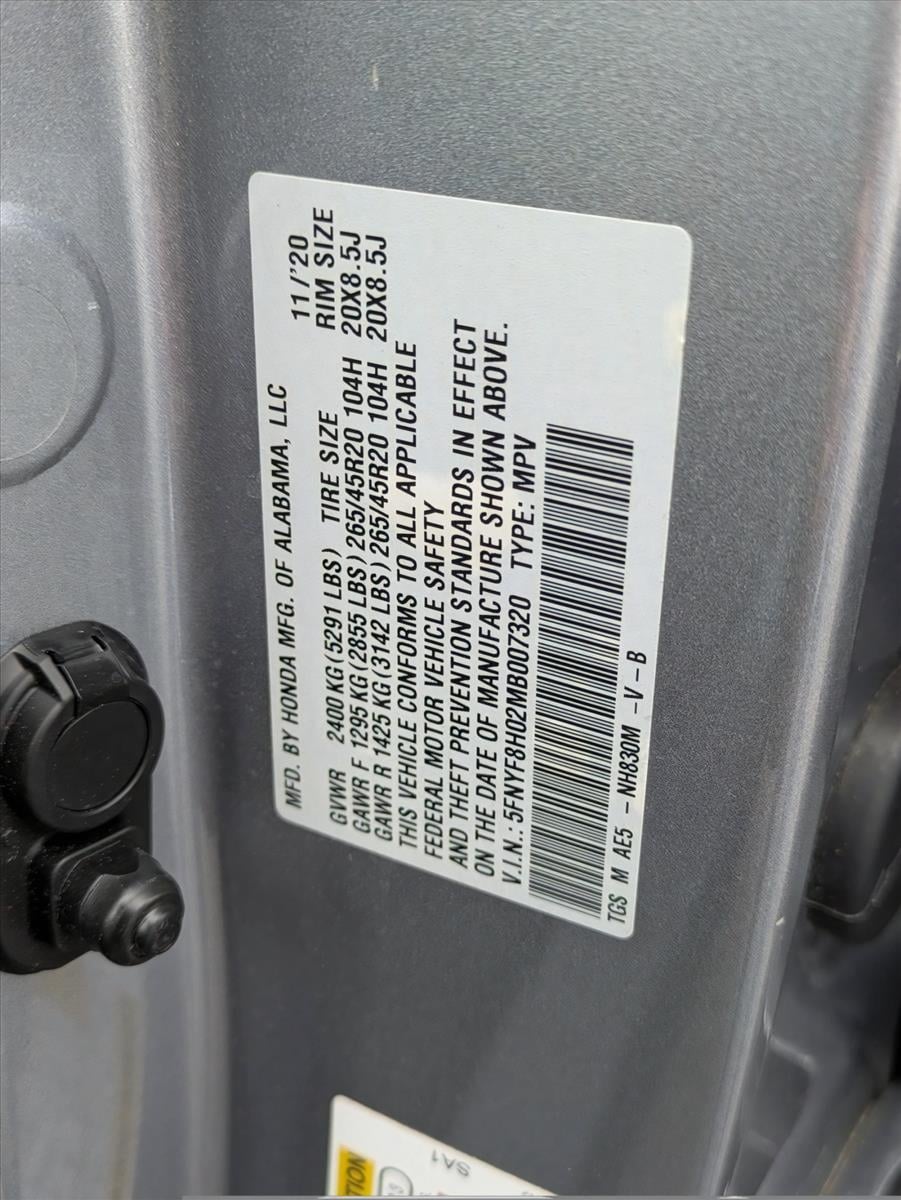 MFD. BY HONDA MFG. OF ALABAMA, LLC 11/'20
GVWR 2400 KG (5291 LBS) TIRE SIZE RIM SIZE
GAWR F 1295 KG (2855 LBS) 265/45R20 104H 20X8.5J
GAWR R 1425 KG (3142 LBS) 265/45R20 104H 20X8.5J
THIS VEHICLE CONFORMS TO ALL APPLICABLE
FEDERAL MOTOR VEHICLE SAFETY
AND THEFT PREVENTION STANDARDS IN EFFECT
ON THE DATE OF MANUFACTURE SHOWN ABOVE.
V.I.N.: 5FNYF8H02MB007320 TYPE: MPV
TGS M AE5 - NH830M -V-B
SA1